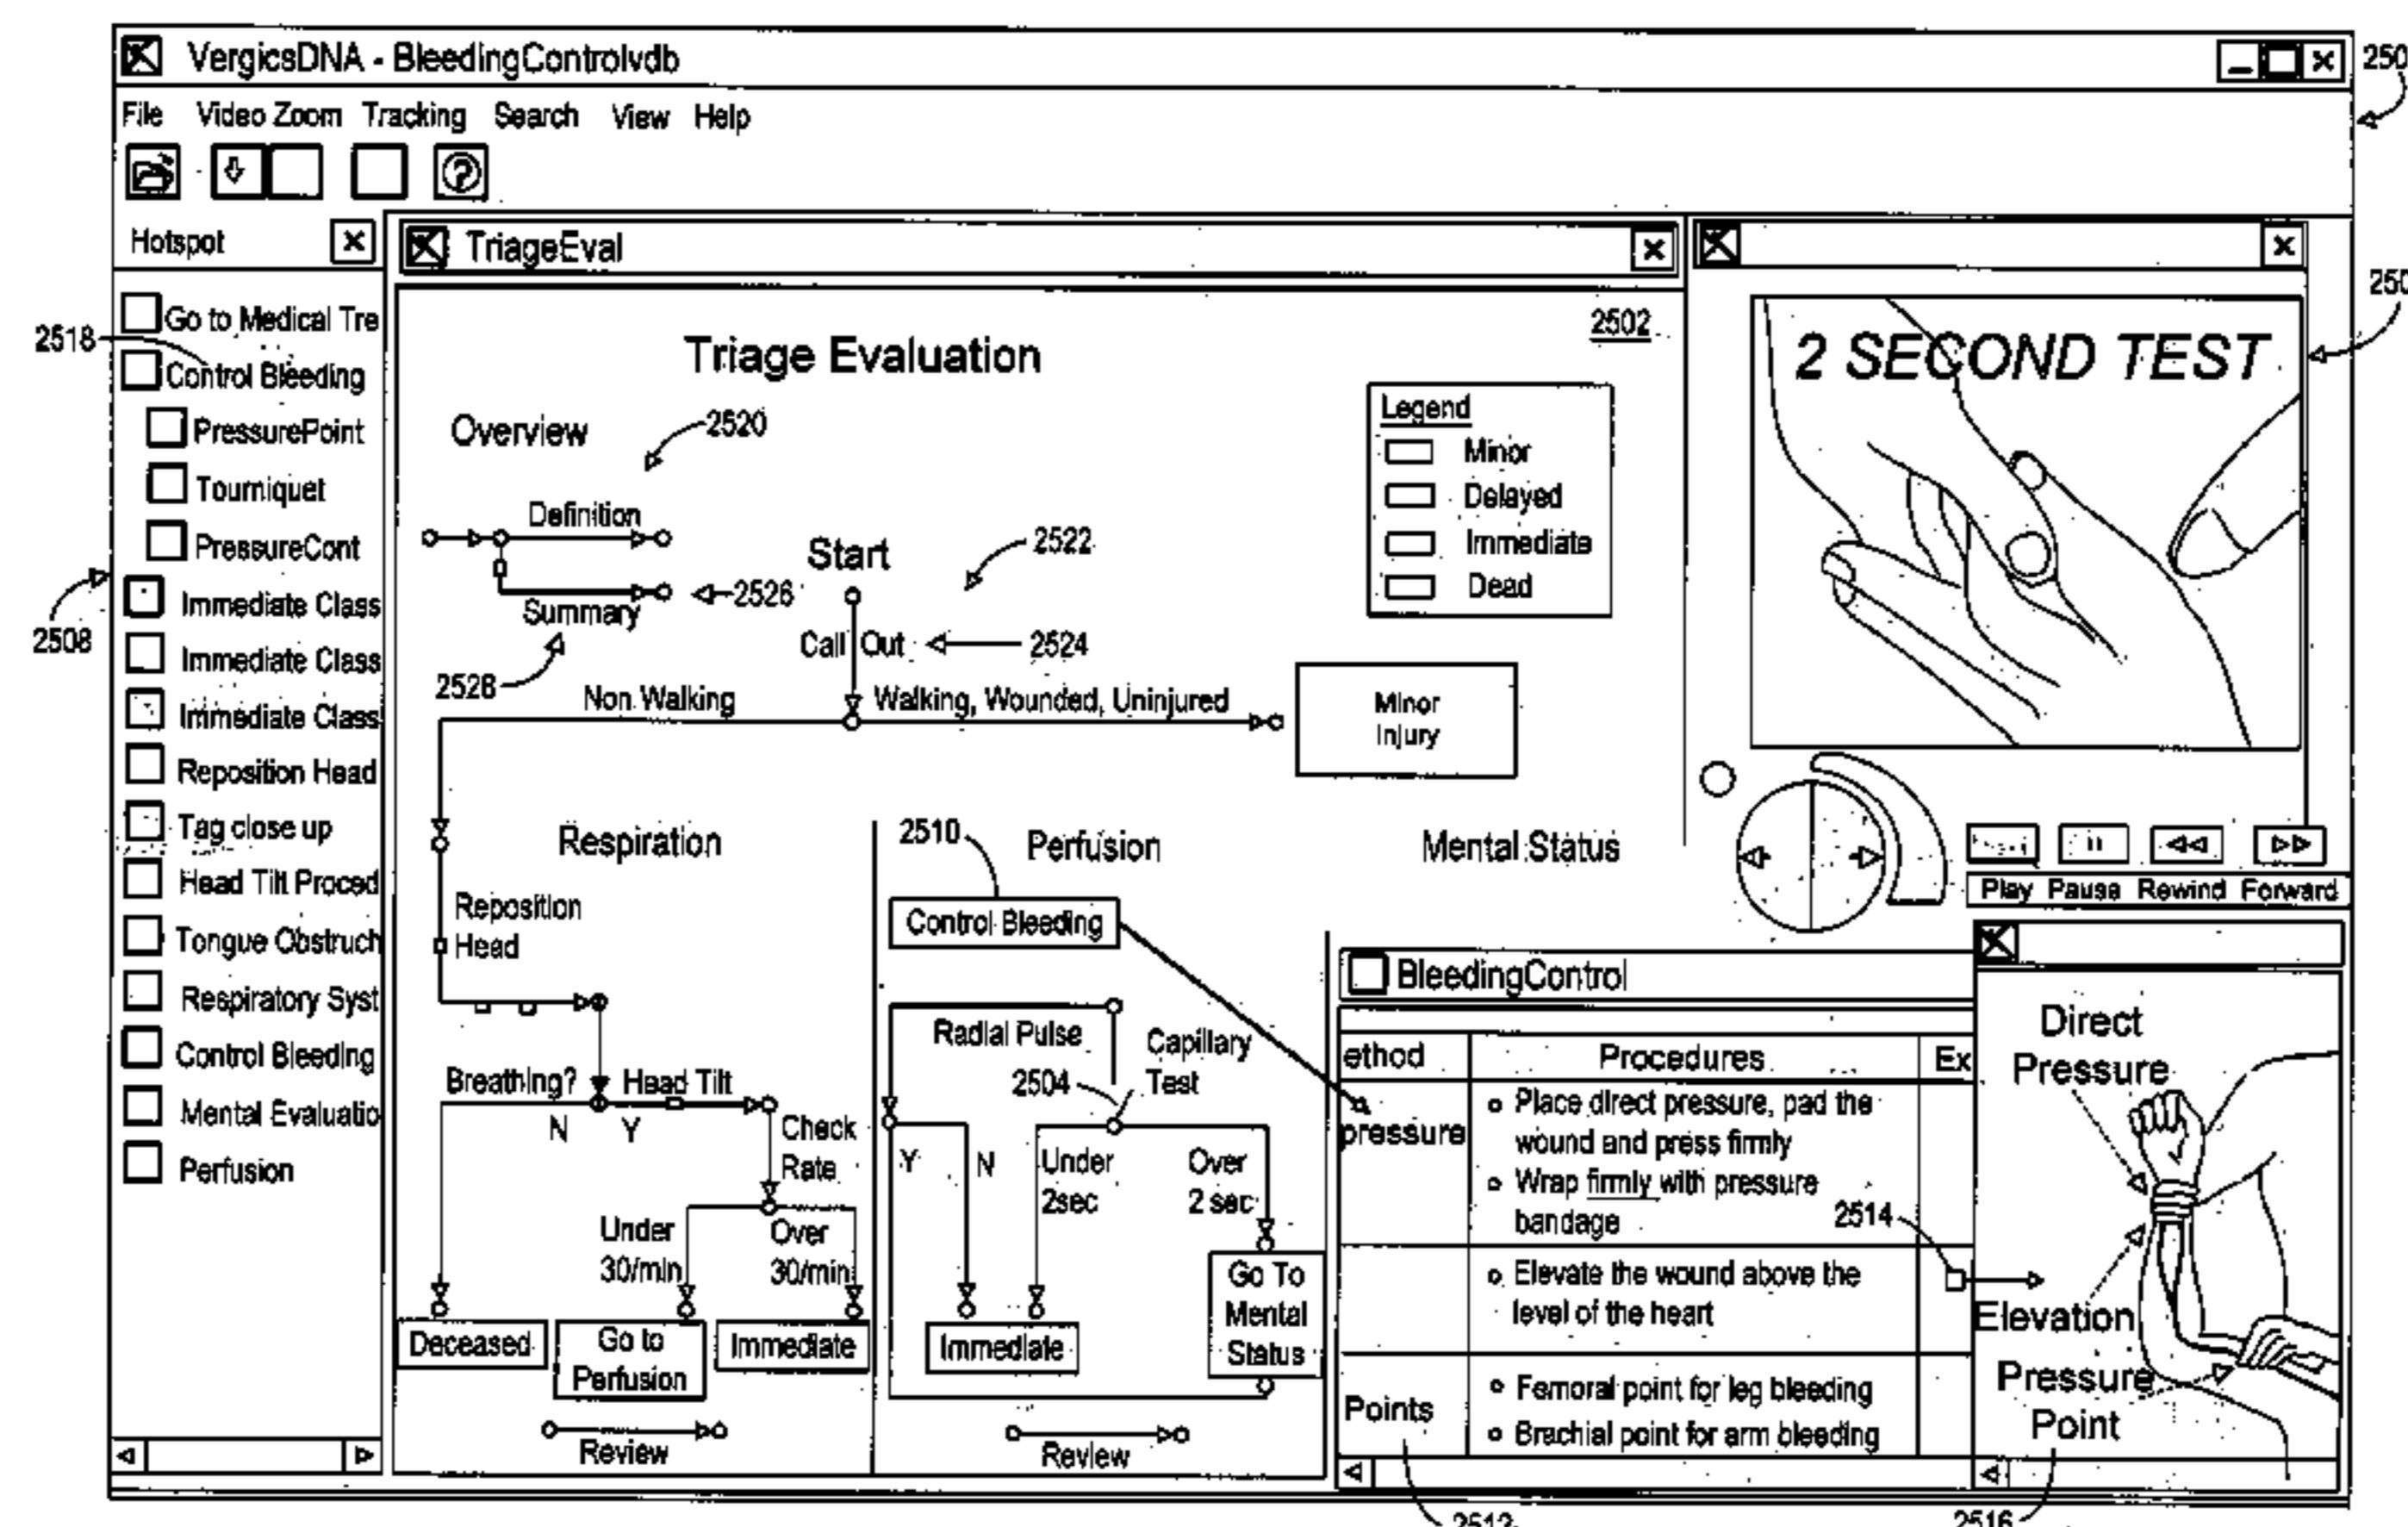 VergicsDNA - BleedingControlvdb
File Video Zoom Tracking Search View Help
Hotspot
Go to Medical Tre
Control Bleeding
PressurePoint
Tourniquet
PressureCont
Immediate Class
Immediate Class
Immediate Class
Reposition Head
Tag close up
Head Tilt Proced
Tongue Obstruch
Respiratory Syst
Control Bleeding
Mental Evaluatio
Perfusion
2518
2508
TriageEval
2502
Triage Evaluation
Overview
2520
Definition
Summary
2526
2528
Start
2522
Call Out
2524
Legend
Minor
Delayed
Immediate
Dead
Non Walking
Walking, Wounded, Uninjured
Minor
Injury
Respiration
Reposition
Head
Breathing?
Head Tilt
N
Y
Check
Rate
Under
30/min
Over
30/min
Deceased
Go to
Perfusion
Immediate
Review
2510
Perfusion
Control Bleeding
Radial Pulse
Capillary
Test
2504
Y
N
Under
2sec
Over
2 sec
Immediate
Go To
Mental
Status
Review
Mental Status
250
250
2 SECOND TEST
Play Pause Rewind Forward
BleedingControl
ethod
Procedures
Ex
pressure
Place direct pressure, pad the
wound and press firmly
Wrap firmly with pressure
bandage
2514
Elevate the wound above the
level of the heart
Points
Femoral point for leg bleeding
Brachial point for arm bleeding
2512
Direct
Pressure
Elevation
Pressure
Point
2516